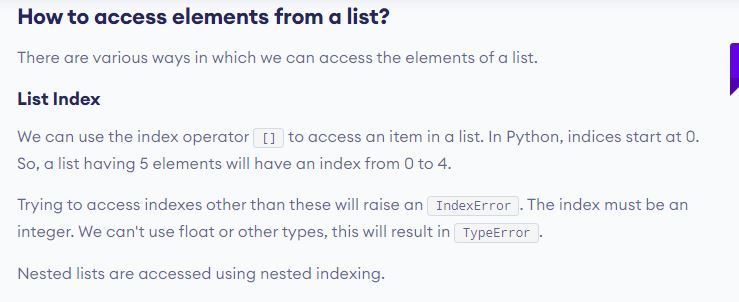 How to access elements from a list?
There are various ways in which we can access the elements of a list.
List Index
We can use the index operator [] to access an item in a list. In Python, indices start at 0.
So, a list having 5 elements will have an index from 0 to 4.
Trying to access indexes other than these will raise an IndexError. The index must be an
integer. We can't use float or other types, this will result in TypeError.
Nested lists are accessed using nested indexing.